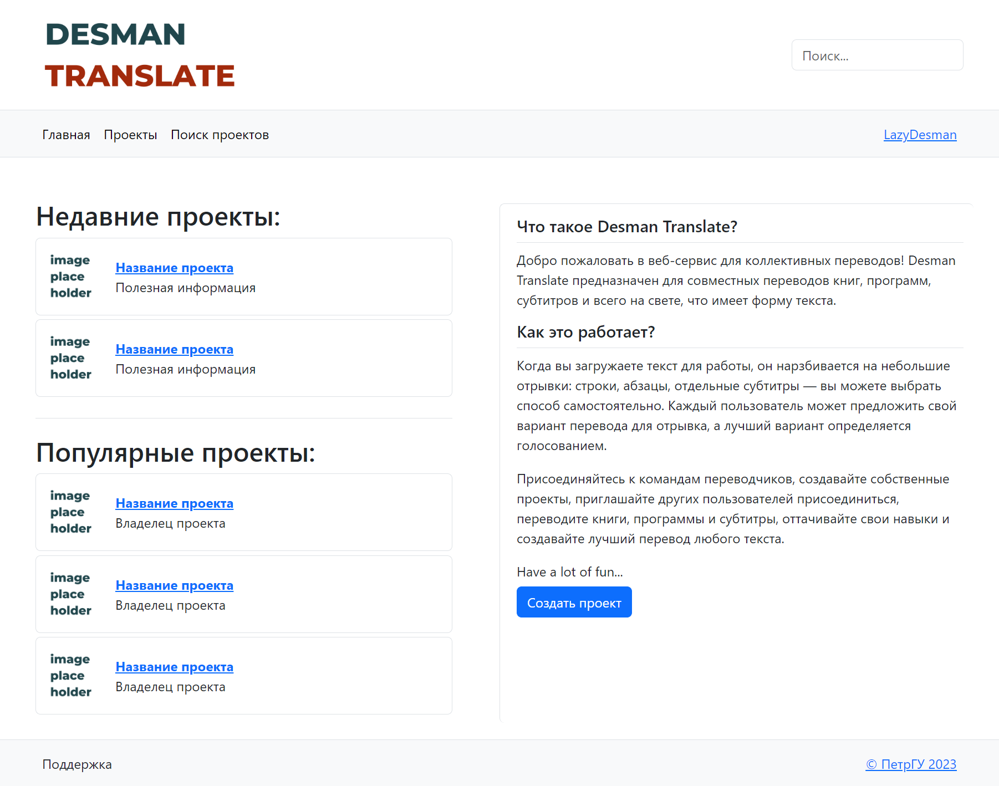 DESMAN
TRANSLATE
Поиск...
Главная Проекты Поиск проектов
LazyDesman
Недавние проекты:
image
place
holder
Название проекта
Полезная информация
image
place
holder
Название проекта
Полезная информация
Популярные проекты:
image
place
holder
Название проекта
Владелец проекта
image
place
holder
Название проекта
Владелец проекта
image
place
holder
Название проекта
Владелец проекта
Что такое Desman Translate?
Добро пожаловать в веб-сервис для коллективных переводов! Desman
Translate предназначен для совместных переводов книг, программ,
субтитров и всего на свете, что имеет форму текста.
Как это работает?
Когда вы загружаете текст для работы, он нарзбивается на небольшие
отрывки: строки, абзацы, отдельные субтитры — вы можете выбрать
способ самостоятельно. Каждый пользователь может предложить свой
вариант перевода для отрывка, а лучший вариант определяется
голосованием.
Присоединяйтесь к командам переводчиков, создавайте собственные
проекты, приглашайте других пользователей присоединиться,
переводите книги, программы и субтитры, оттачивайте свои навыки и
создавайте лучший перевод любого текста.
Have a lot of fun...
Создать проект
Поддержка
© ПетрГУ 2023